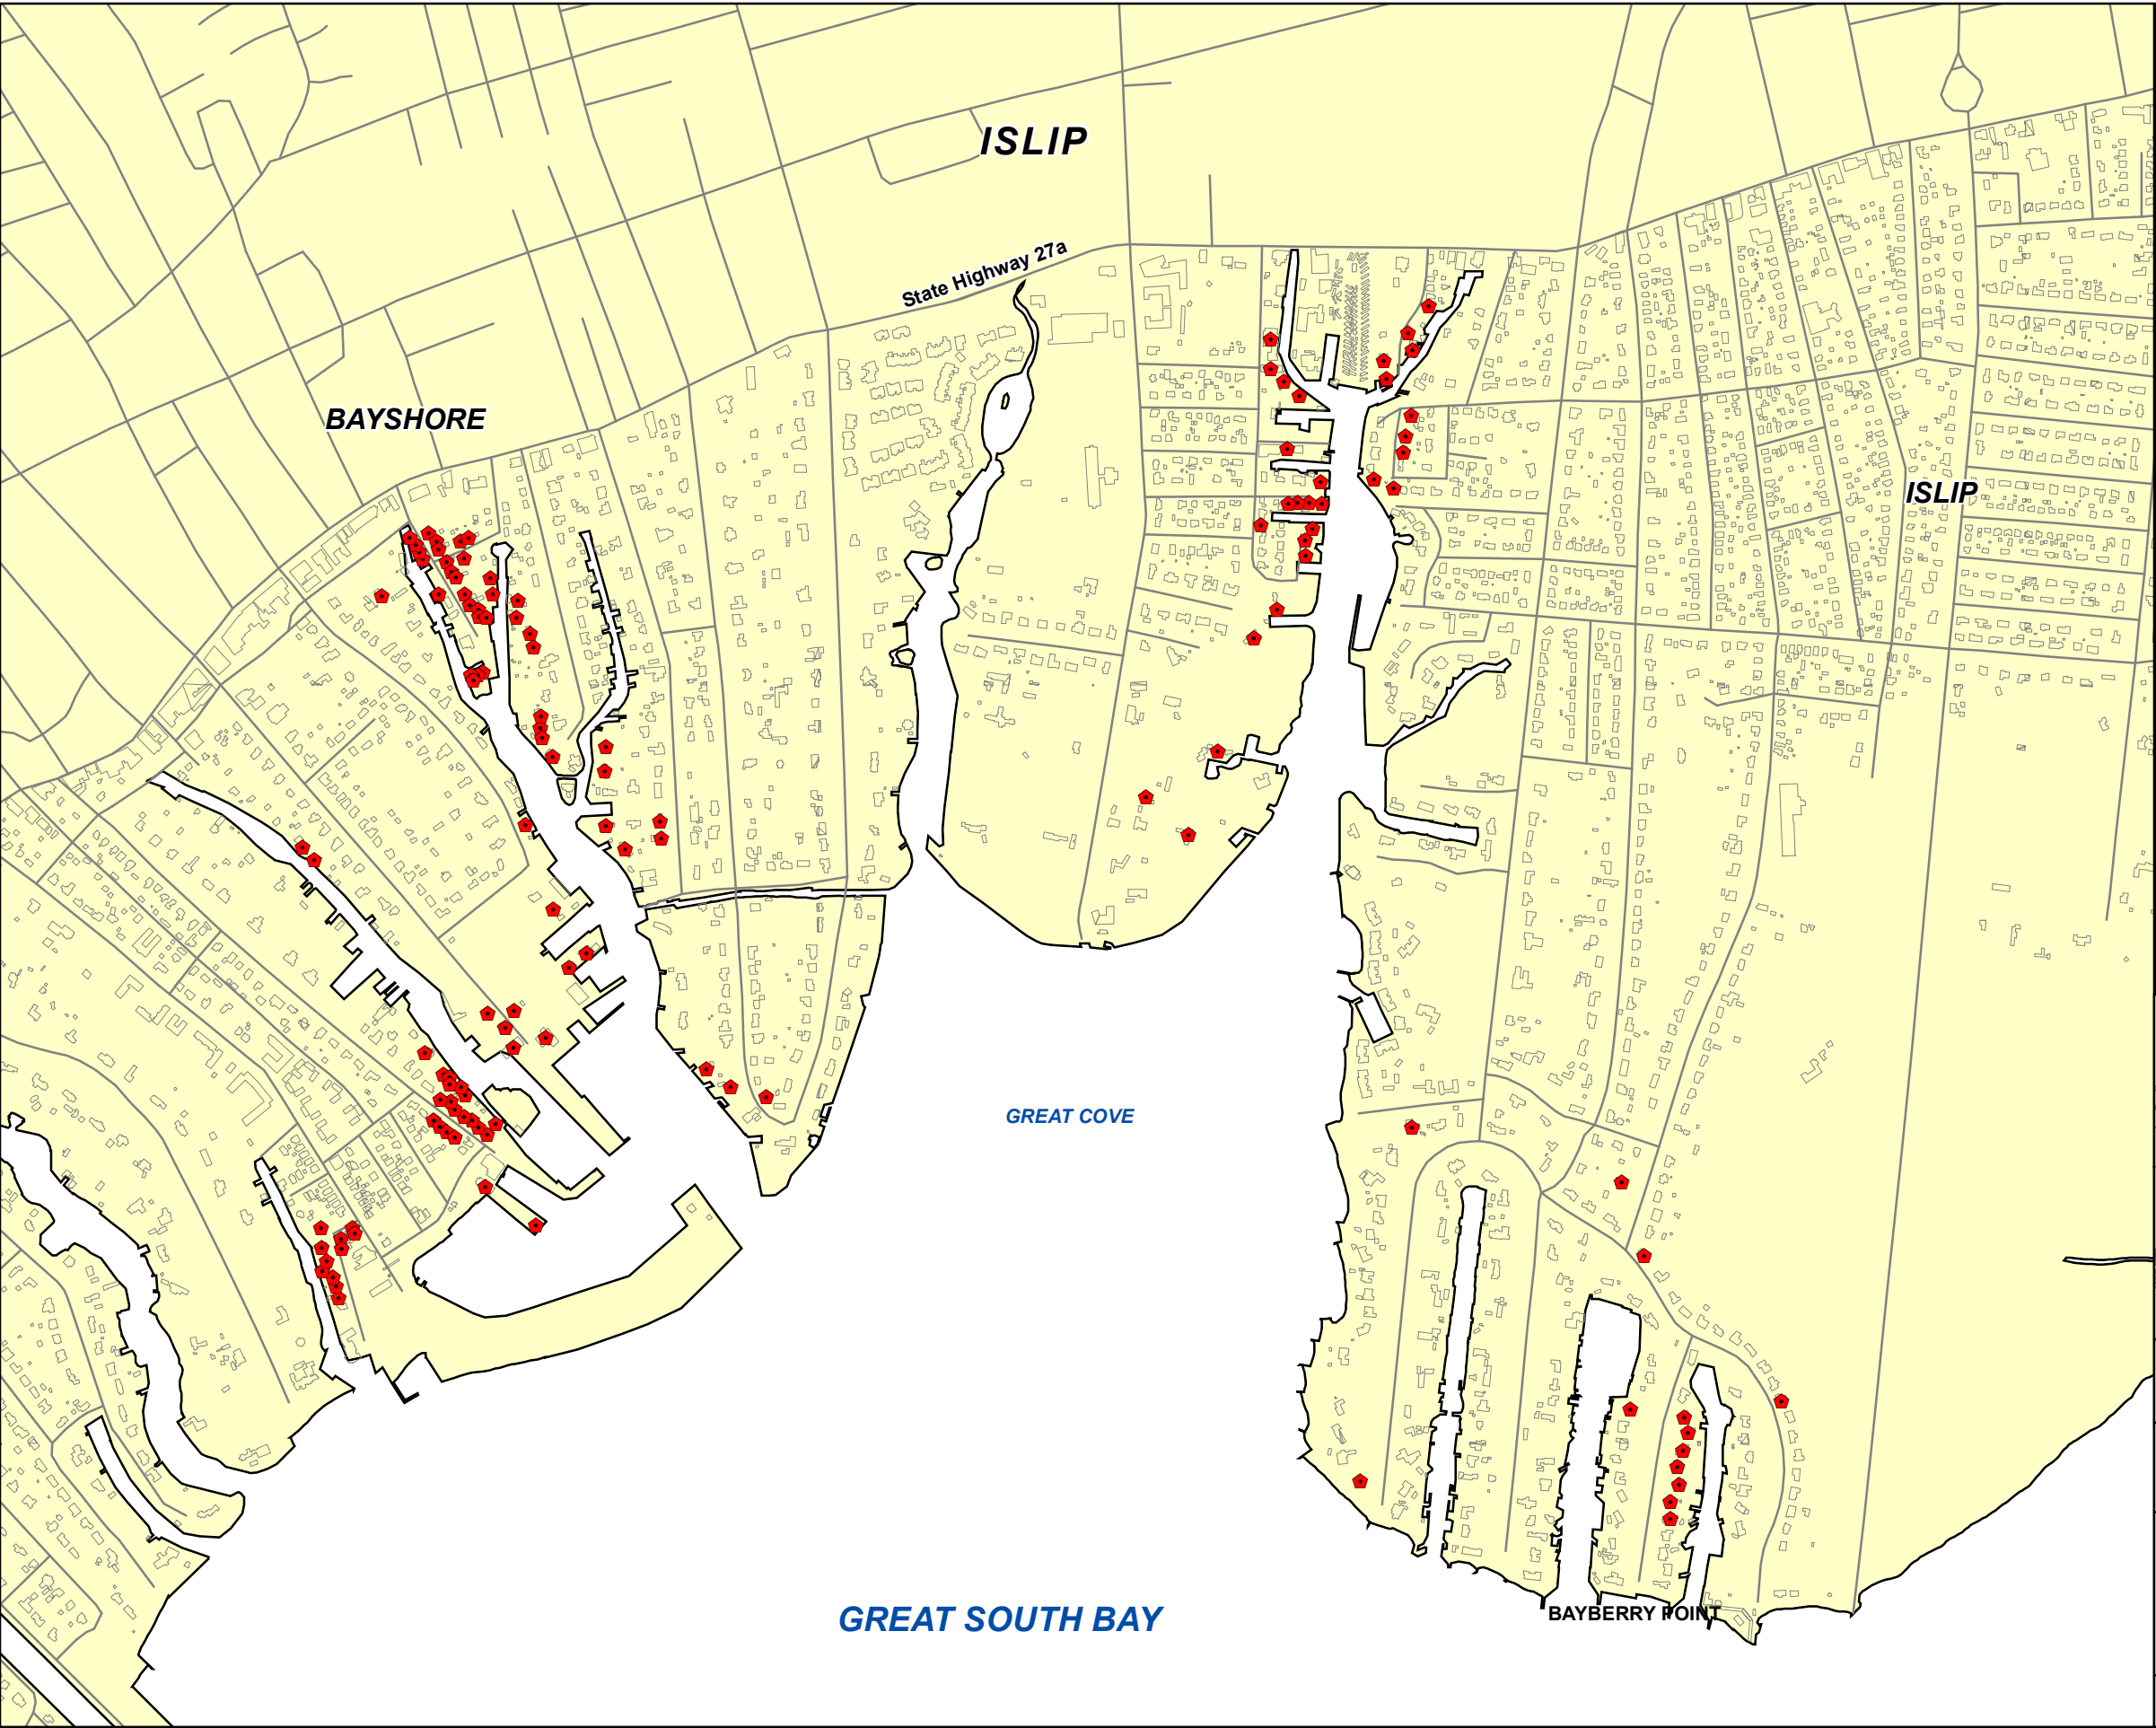 ISLIP
State Highway 27a
BAYSHORE
ISLIP
GREAT COVE
GREAT SOUTH BAY
BAYBERRY POINT